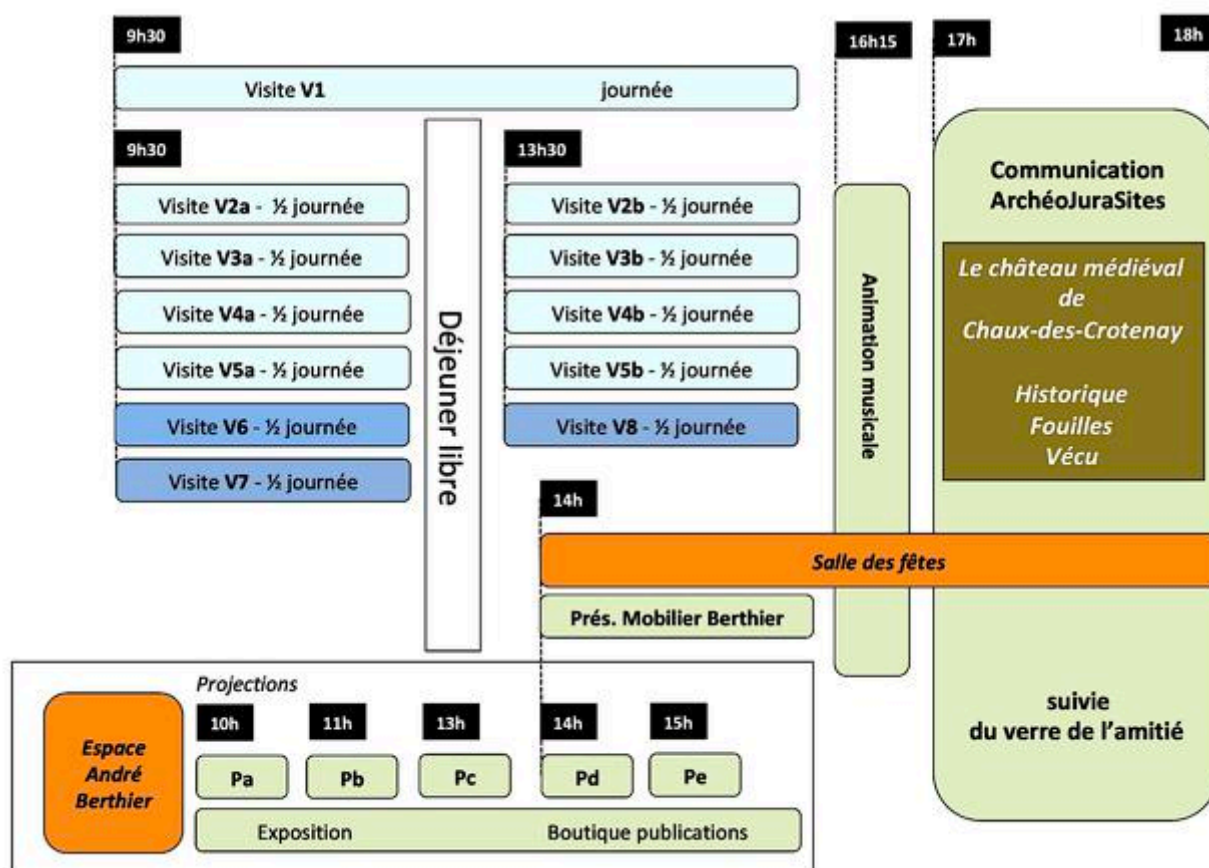 9h30
16h15
17h
18h
Visite V1 journée
9h30
13h30
Visite V2a - ½ journée
Visite V3a - ½ journée
Visite V4a - ½ journée
Visite V5a - ½ journée
Visite V6 - ½ journée
Visite V7 - ½ journée
Déjeuner libre
Visite V2b - ½ journée
Visite V3b - ½ journée
Visite V4b - ½ journée
Visite V5b - ½ journée
Visite V8 - ½ journée
Animation musicale
Communication
ArchéoJuraSites
Le château médiéval
de
Chaux-des-Crotenay
Historique
Fouilles
Vécu
14h
Salle des fêtes
Prés. Mobilier Berthier
suivie
du verre de l’amitié
Espace
André
Berthier
Projections
10h
11h
13h
14h
15h
Pa
Pb
Pc
Pd
Pe
Exposition
Boutique publications